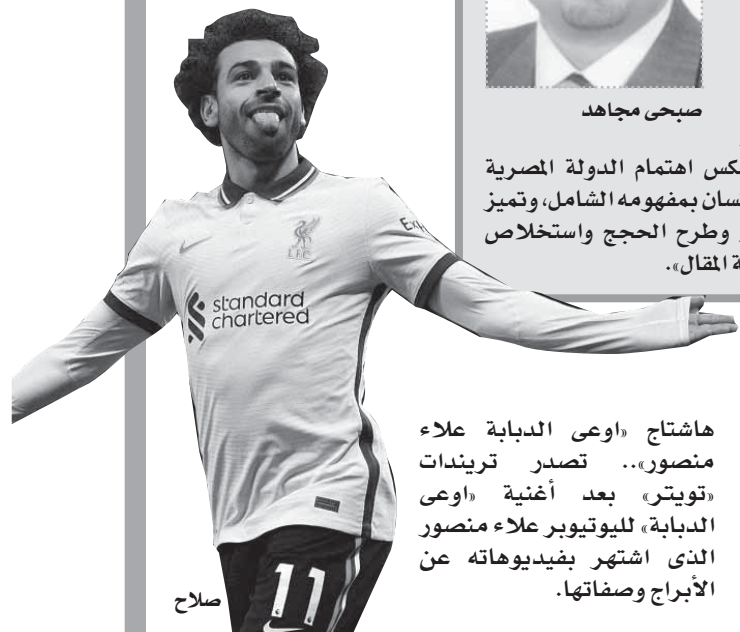 صبحى مجاهد
كس اهتمام الدولة المصرية
سان بمفهومه الشامل، وتميز
وطرح الحجج واستخلاص
ة المقال».
L.F.C.
Ex
standard
chartered
هاشتاج «اوعى الدبابة علاء
منصور».. تصدر تريندات
«تويتر» بعد أغنية «اوعى
الدبابة» لليوتيوبر علاء منصور
الذى اشتهر بفيديوهاته عن
الأبراج وصفاتها.
11
صلاح